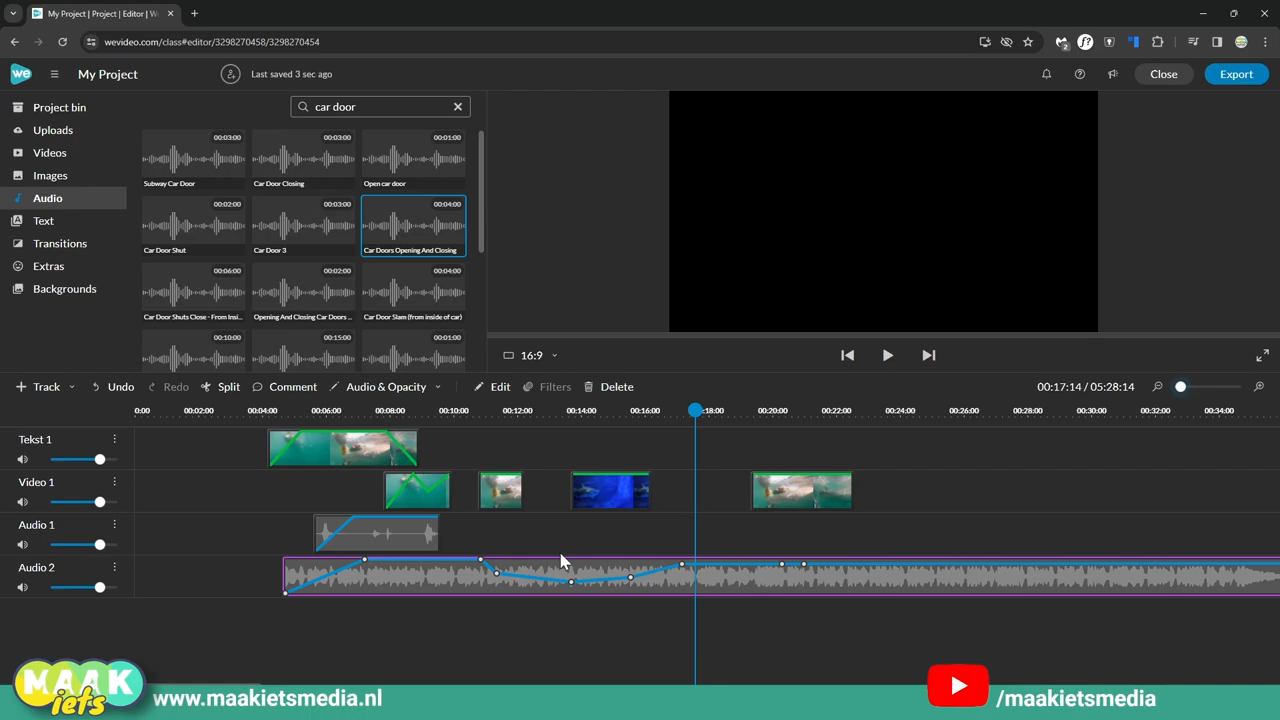 My Project | Project | Editor | W
wevideo.com/class#editor/3298270458/3298270454
2
f?
we
My Project
Last saved 3 sec ago
Close
Export
Project bin
Uploads
Videos
Images
Audio
Text
Transitions
Extras
Backgrounds
car door
00:03:00
00:03:00
00:01:00
Subway Car Door
Car Door Closing
Open car door
00:02:00
00:03:00
00:04:00
Car Door Shut
Car Door 3
Car Doors Opening And Closing
00:06:00
00:02:00
00:04:00
Car Door Shuts Close - From Insi...
Opening And Closing Car Doors ...
Car Door Slam (from inside of car)
00:10:00
00:15:00
00:01:00
16:9
Track
Undo
Redo
Split
Comment
Audio & Opacity
Edit
Filters
Delete
00:17:14 / 05:28:14
0:00
00:02:00
00:04:00
00:06:00
00:08:00
00:10:00
00:12:00
00:14:00
00:16:00
00:18:00
00:20:00
00:22:00
00:24:00
00:26:00
00:28:00
00:30:00
00:32:00
00:34:00
Tekst 1
Video 1
Audio 1
Audio 2
MAAK
iets
www.maakietsmedia.nl
/maakietsmedia